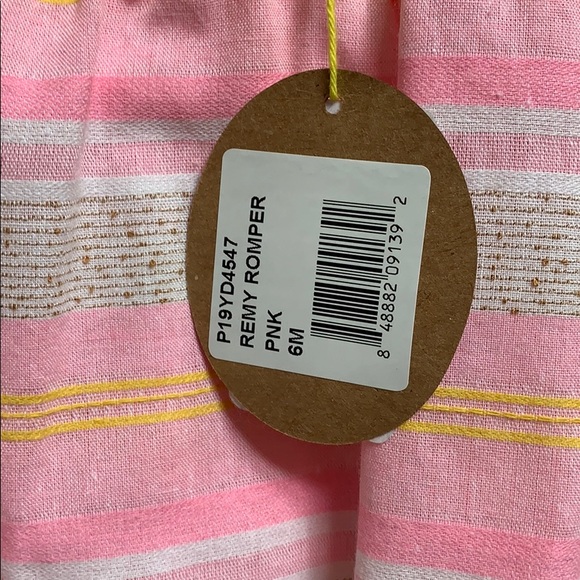 P19YD4547
REMY ROMPER
PNK
6M
8 48882 09139 2